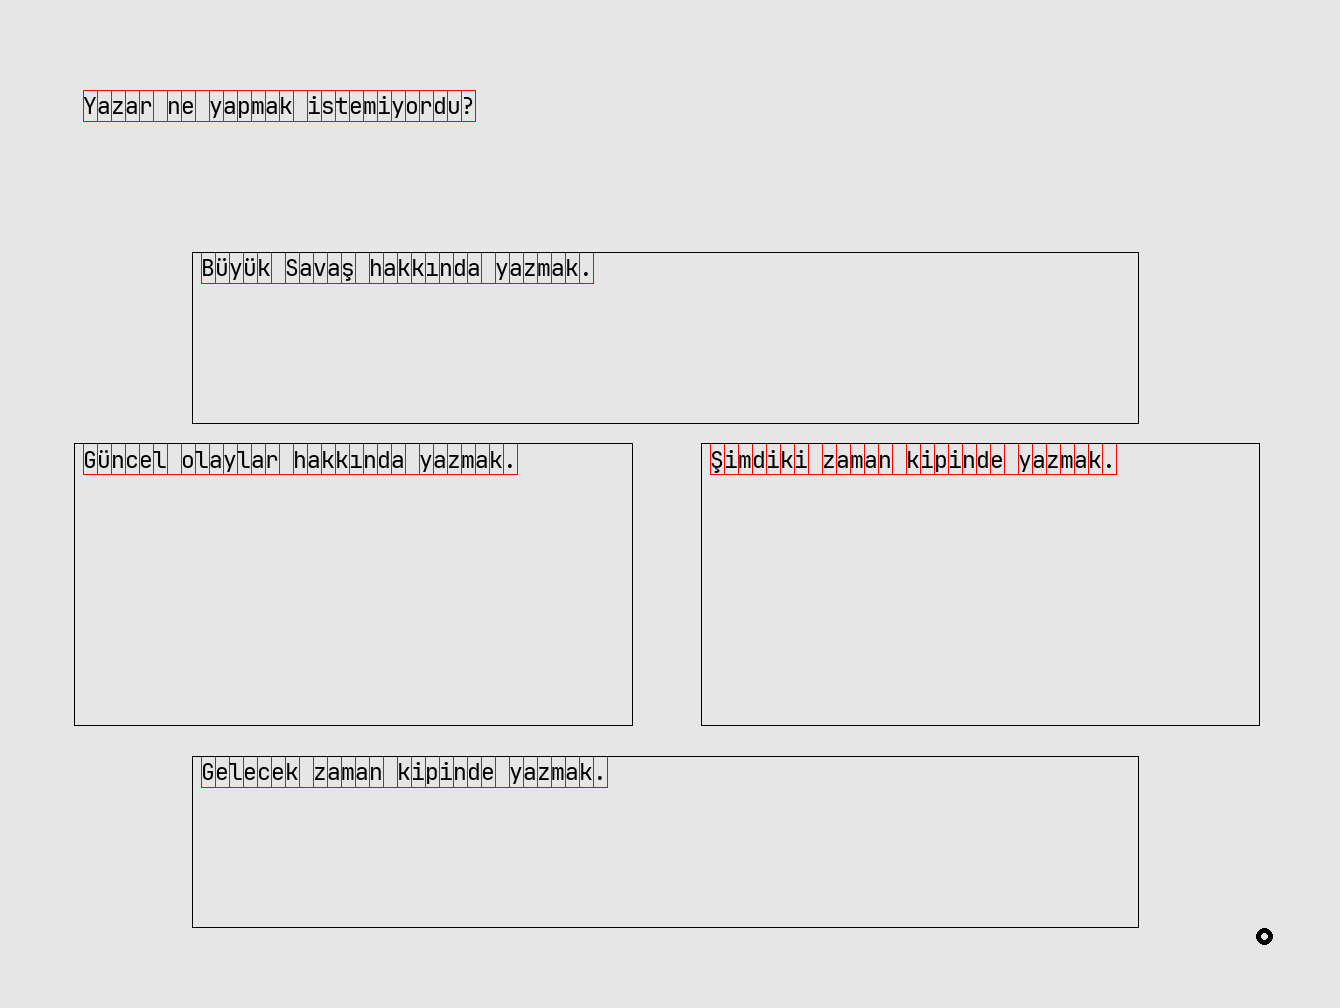 Yazar ne yapmak istemiyordu?
Büyük Savaş hakkında yazmak.
Güncel olaylar hakkında yazmak.
Şimdiki zaman kipinde yazmak.
Gelecek zaman kipinde yazmak.